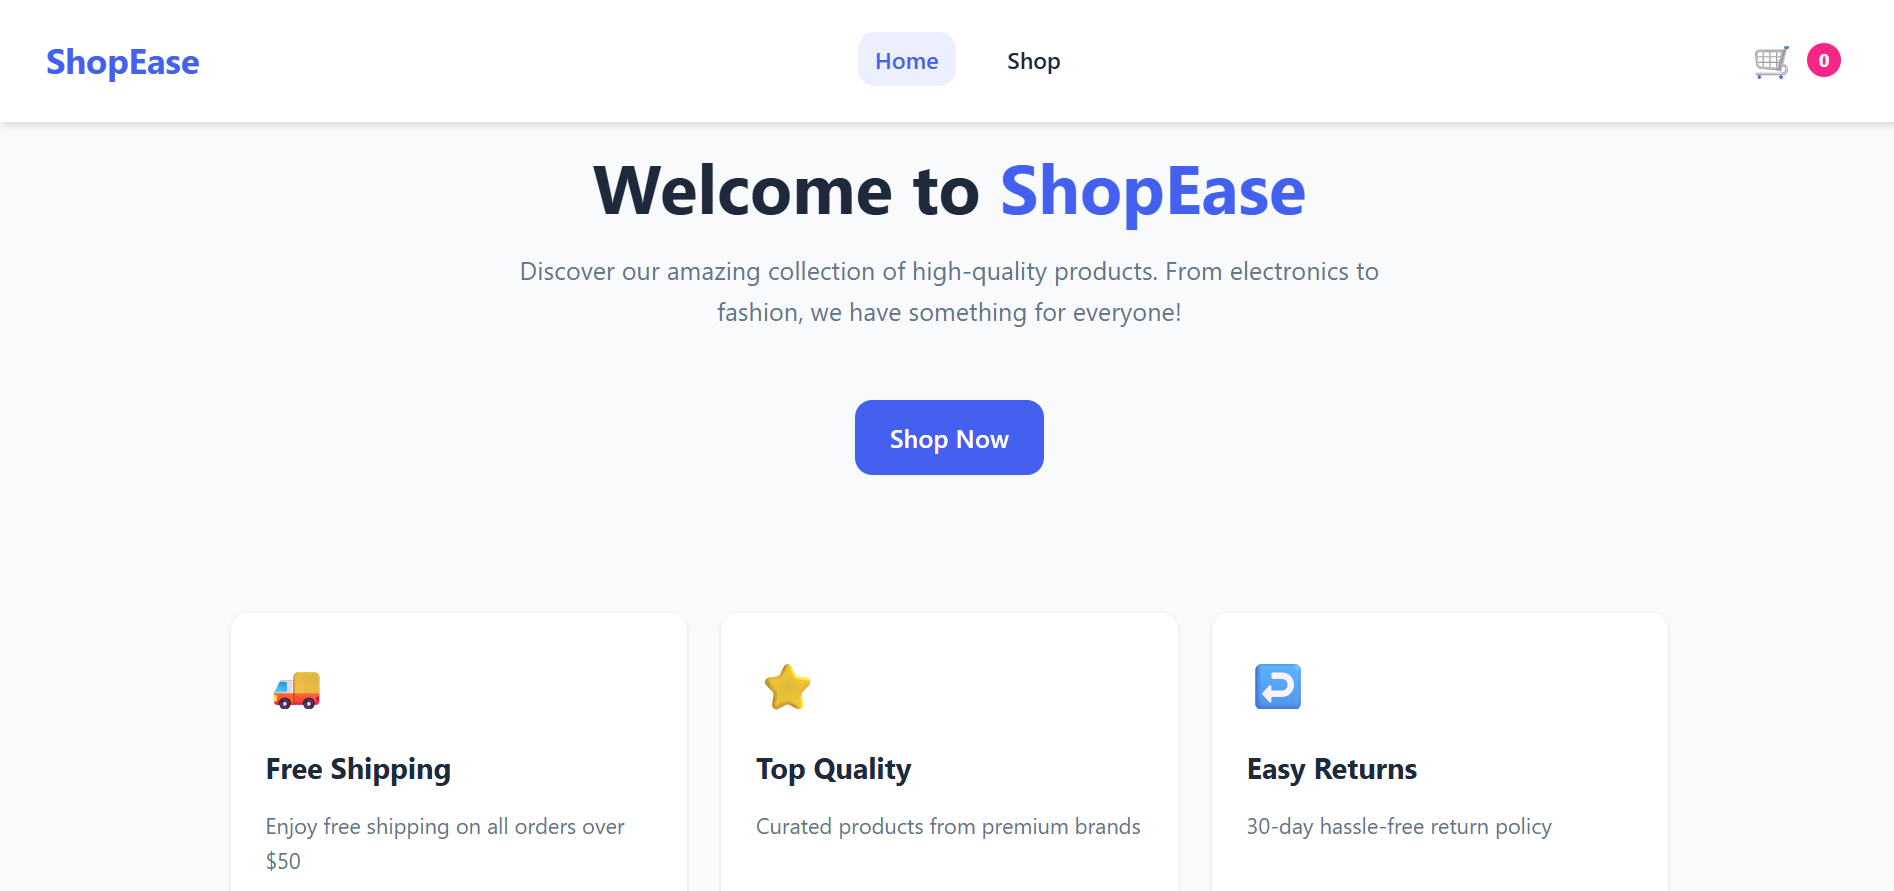 ShopEase
Home
Shop
0
Welcome to ShopEase
Discover our amazing collection of high-quality products. From electronics to
fashion, we have something for everyone!
Shop Now
Free Shipping
Enjoy free shipping on all orders over
$50
Top Quality
Curated products from premium brands
Easy Returns
30-day hassle-free return policy